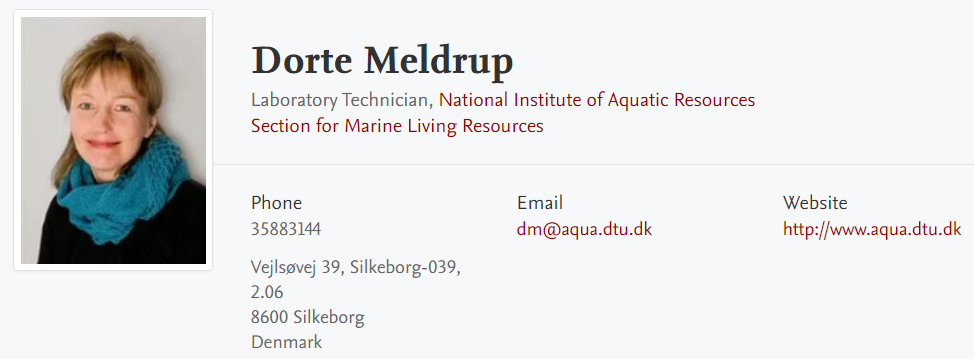 Dorte Meldrup
Laboratory Technician, National Institute of Aquatic Resources
Section for Marine Living Resources
Phone
35883144
Email
dm@aqua.dtu.dk
Website
http://www.aqua.dtu.dk
Vejlsøvej 39, Silkeborg-039,
2.06
8600 Silkeborg
Denmark